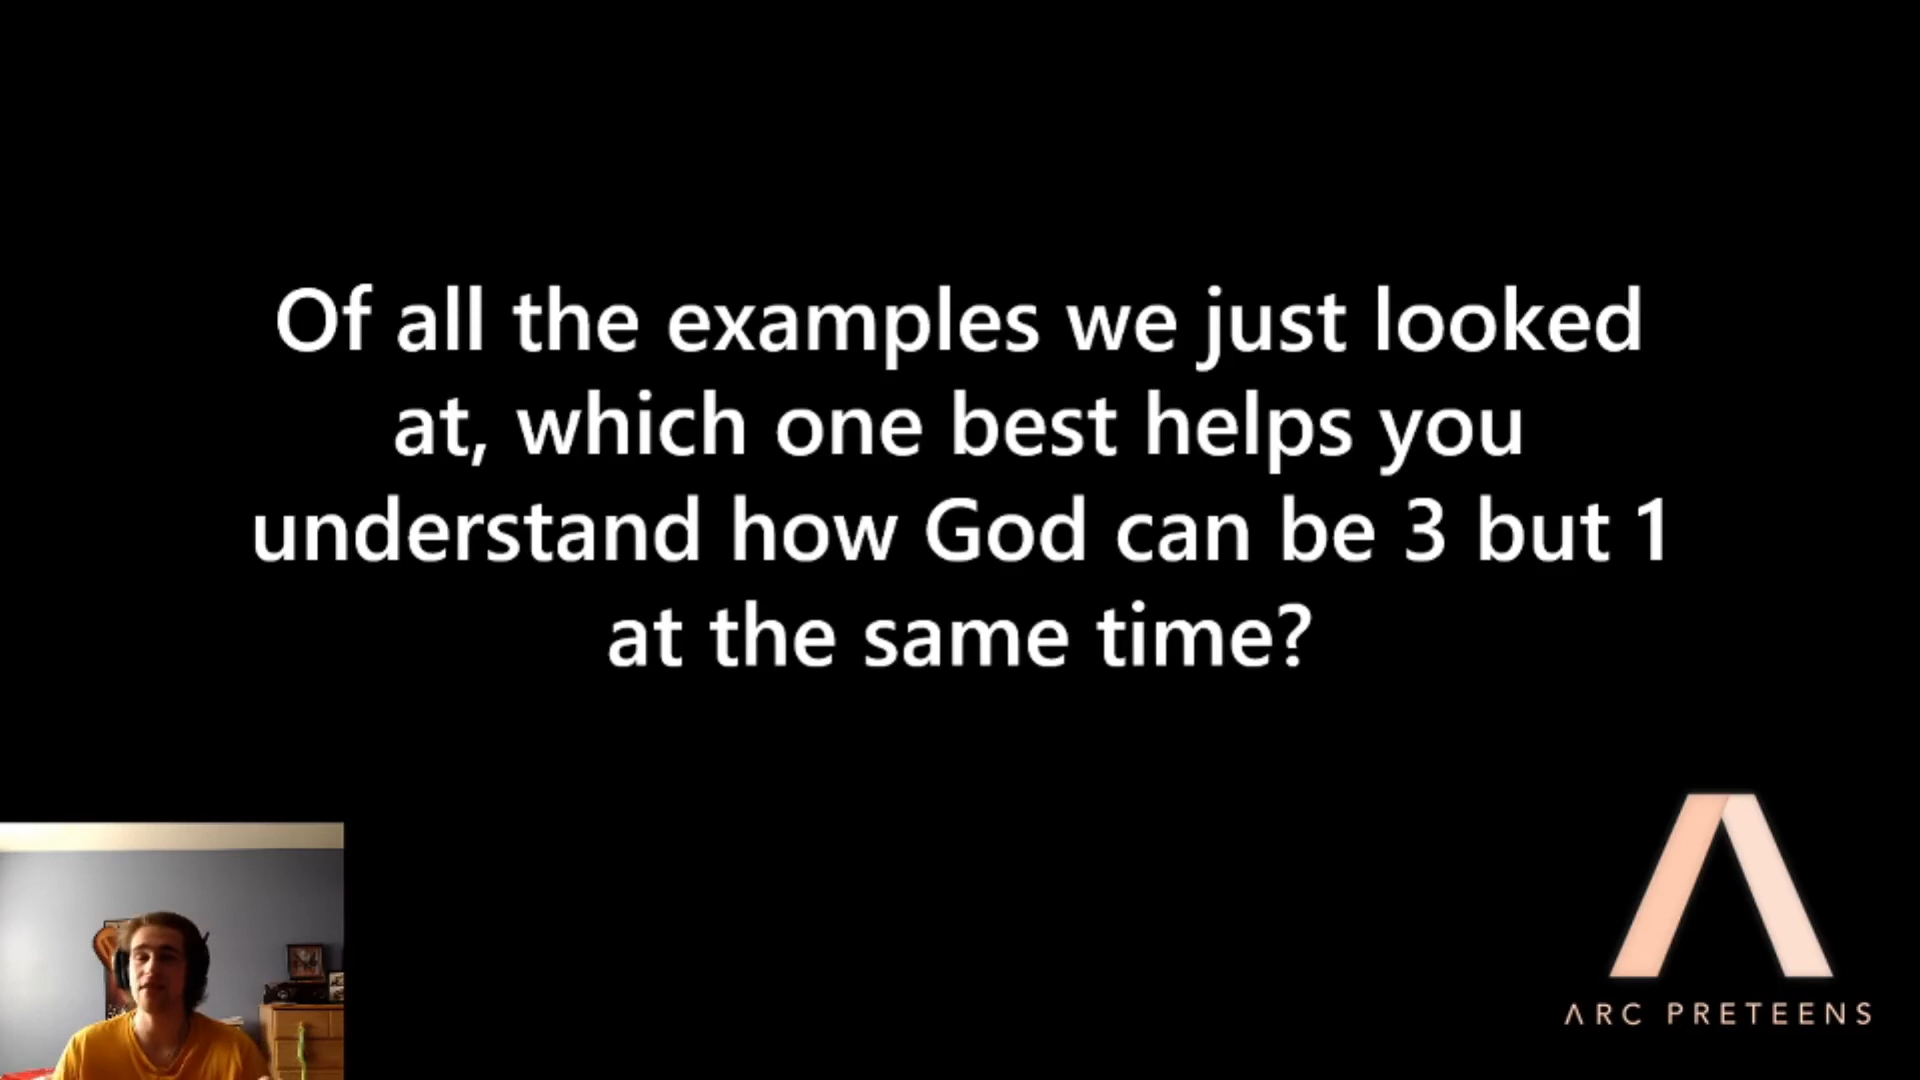 Of all the examples we just looked
at, which one best helps you
understand how God can be 3 but 1
at the same time?
ARC PRETEENS